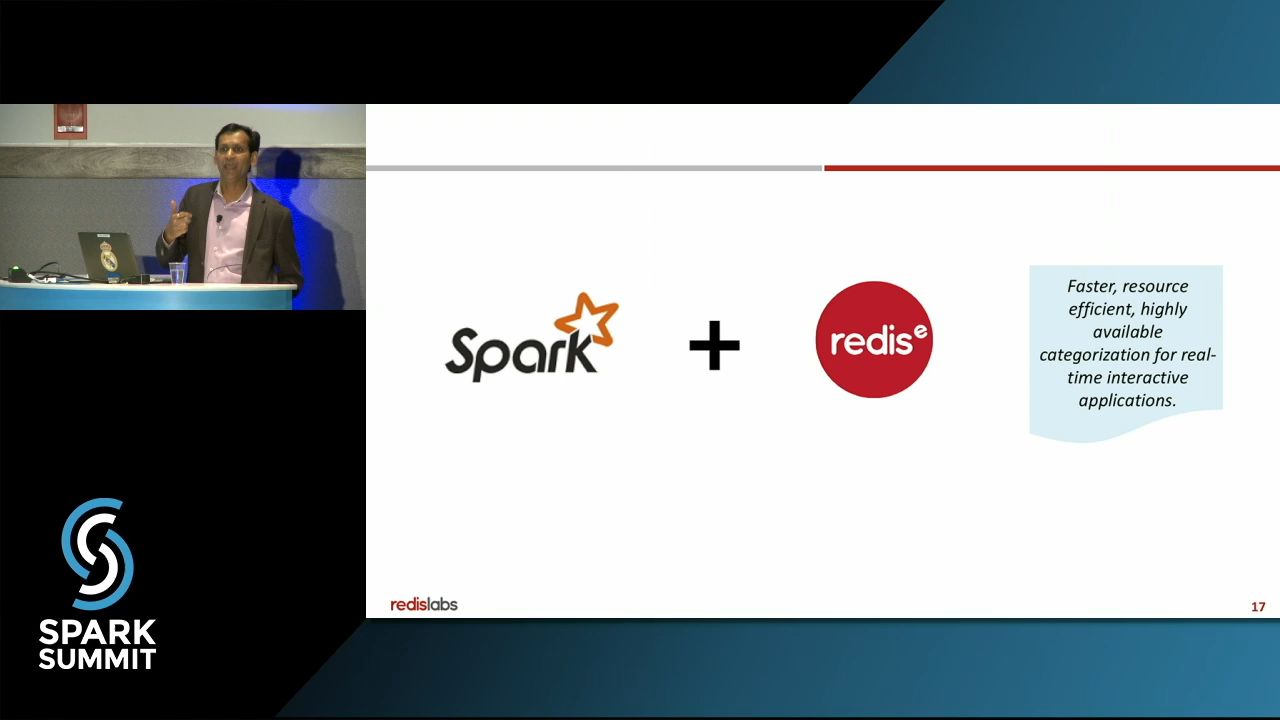 Spark
+
redis e
Faster, resource
efficient, highly
available
categorization for real-
time interactive
applications.
redislabs
17
SPARK
SUMMIT